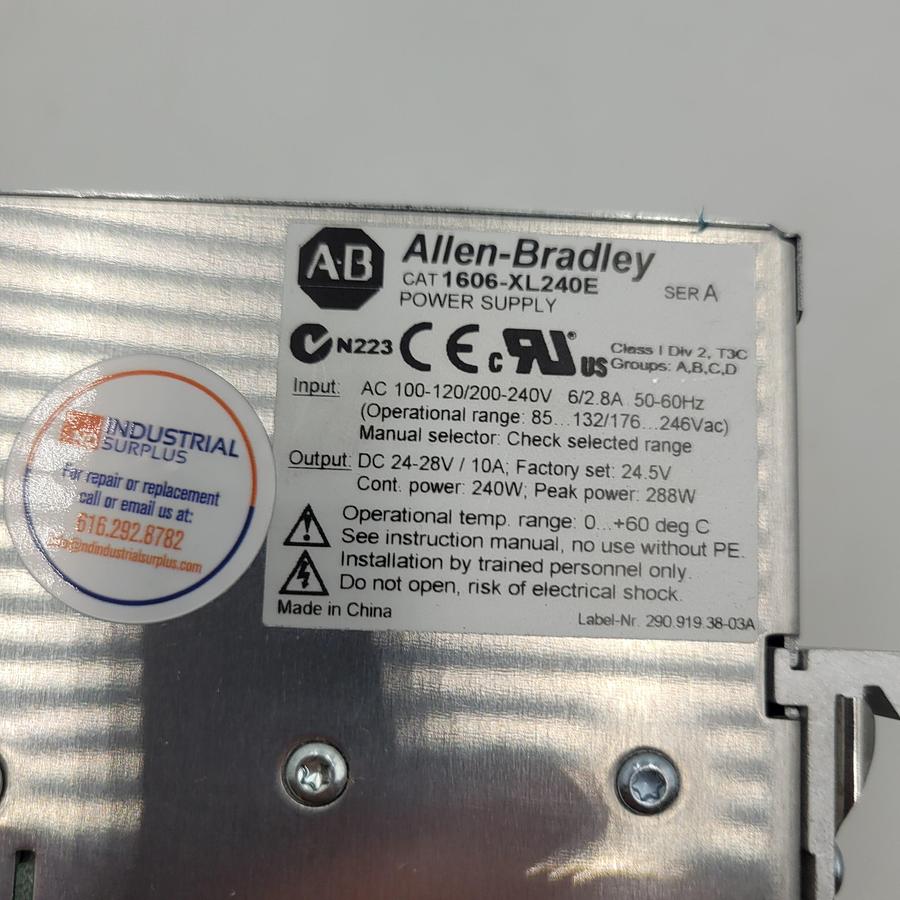 A·B
Allen-Bradley
CAT 1606-XL240E
SER A
POWER SUPPLY
N223 CE c RU ® US
Class I Div 2, T3C
Groups: A,B,C,D
Input: AC 100-120/200-240V 6/2.8A 50-60Hz
(Operational range: 85...132/176...246Vac)
Manual selector: Check selected range
Output: DC 24-28V / 10A; Factory set: 24.5V
Cont. power: 240W; Peak power: 288W
Operational temp. range: 0...+60 deg C
See instruction manual, no use without PE.
Installation by trained personnel only.
Do not open, risk of electrical shock.
Made in China
Label-Nr. 290.919.38-03A
INDUSTRIAL
SURPLUS
For repair or replacement
call or email us at:
616.292.8782